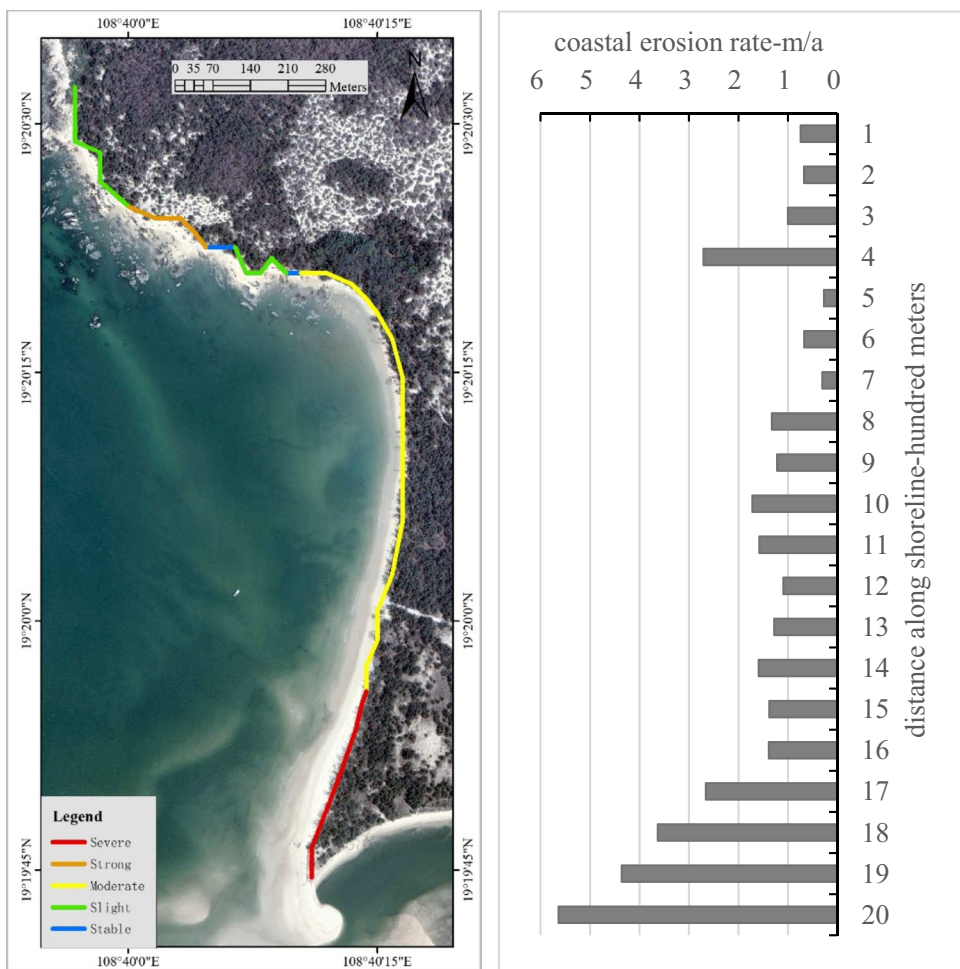 108°40'0"E
108°40'15"E
N
0 35 70 140 210 280
Meters
19°20'30"N
19°20'30"N
19°20'15"N
19°20'15"N
19°20'0"N
19°20'0"N
19°19'45"N
19°19'45"N
Legend
Severe
Strong
Moderate
Slight
Stable
108°40'0"E
108°40'15"E
coastal erosion rate-m/a
6 5 4 3 2 1 0
1
2
3
4
5
6
7
8
9
10
11
12
13
14
15
16
17
18
19
20
distance along shoreline-hundred meters